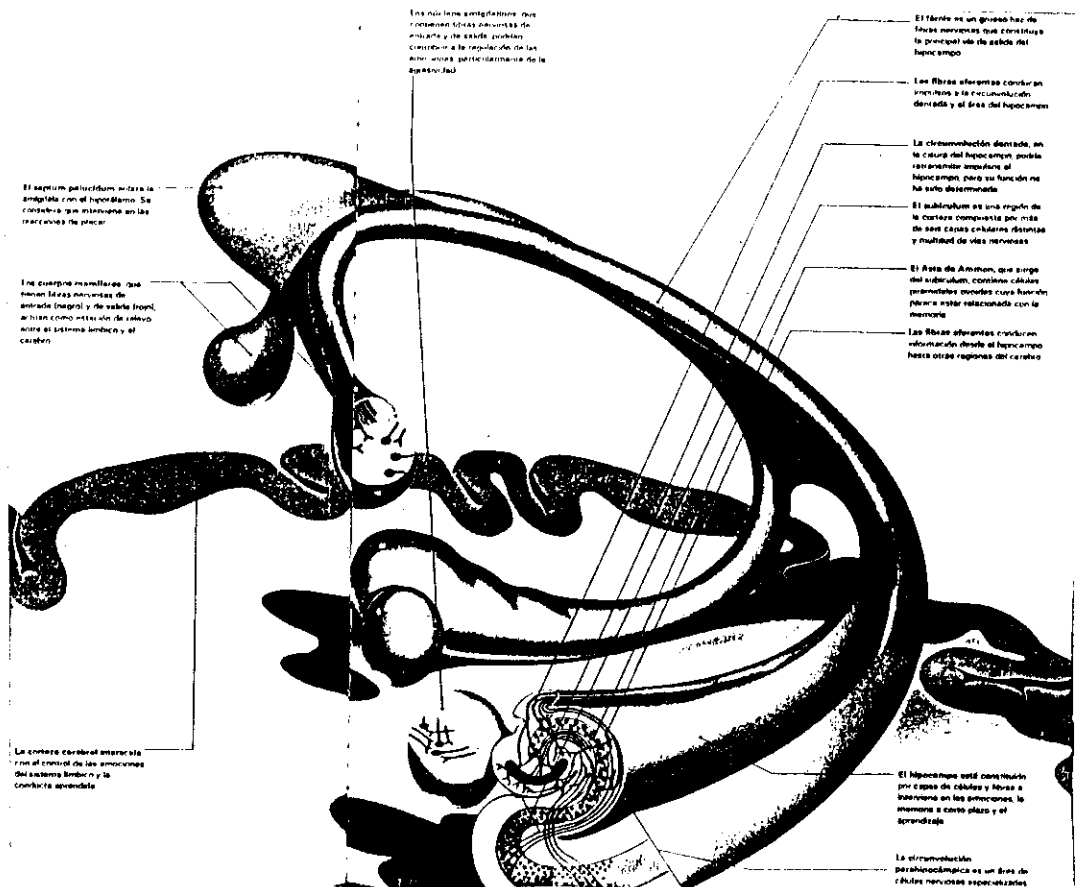 Los núcleos amigdalinos, que
contienen fibras nerviosas de
entrada y de salida, podrían
contribuir a la regulación de las
emociones, particularmente de la
agresividad
El septum pelucidum enlaza la
amígdala con el hipotálamo. Se
considera que interviene en las
reacciones de placer
Los cuerpos mamilares, que
tienen fibras nerviosas de
entrada (negro) y de salida (rojo),
actúan como estación de relevo
entre el sistema límbico y el
cerebro
La corteza cerebral interactúa
con el control de las emociones
del sistema límbico y la
conducta aprendida
El fórnix es un grueso haz de
fibras nerviosas que constituye
la principal vía de salida del
hipocampo
Las fibras aferentes conducen
impulsos a la circunvolución
dentada y el área del hipocampo
La circunvolución dentada, en
la cisura del hipocampo, podría
retransmitir impulsos al
hipocampo, pero su función no
ha sido determinada
El subiculum es una región de
la corteza compuesta por más
de seis capas celulares distintas
y multitud de vías nerviosas
El Asta de Ammon, que surge
del subiculum, contiene células
piramidales cuya función
parece estar relacionada con la
memoria
Las fibras eferentes conducen
información desde el hipocampo
hasta otras regiones del cerebro
El hipocampo está constituido
por capas de células y fibras e
interviene en las emociones, la
memoria a corto plazo y el
aprendizaje
La circunvolución
parahipocámpica es un área de
células nerviosas especializadas